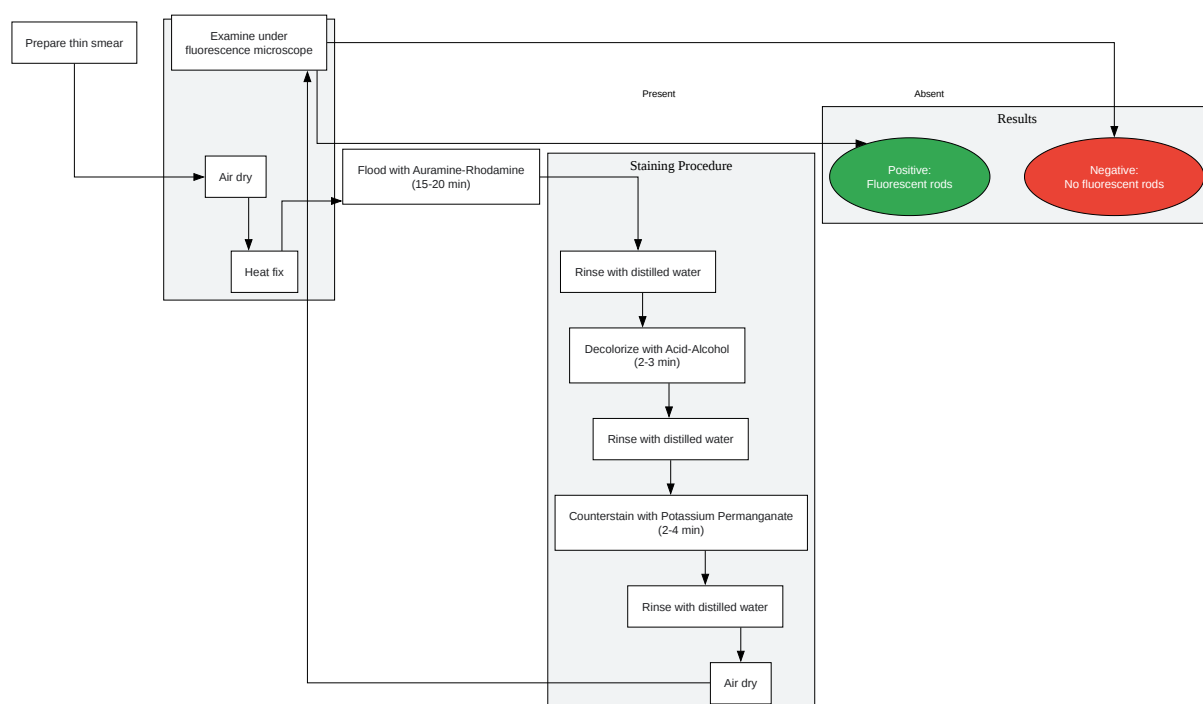 Prepare thin smear
Examine under
fluorescence microscope
Present
Absent
Results
Positive:
Fluorescent rods
Negative:
No fluorescent rods
Air dry
Heat fix
Flood with Auramine-Rhodamine
(15-20 min)
Staining Procedure
Rinse with distilled water
Decolorize with Acid-Alcohol
(2-3 min)
Rinse with distilled water
Counterstain with Potassium Permanganate
(2-4 min)
Rinse with distilled water
Air dry